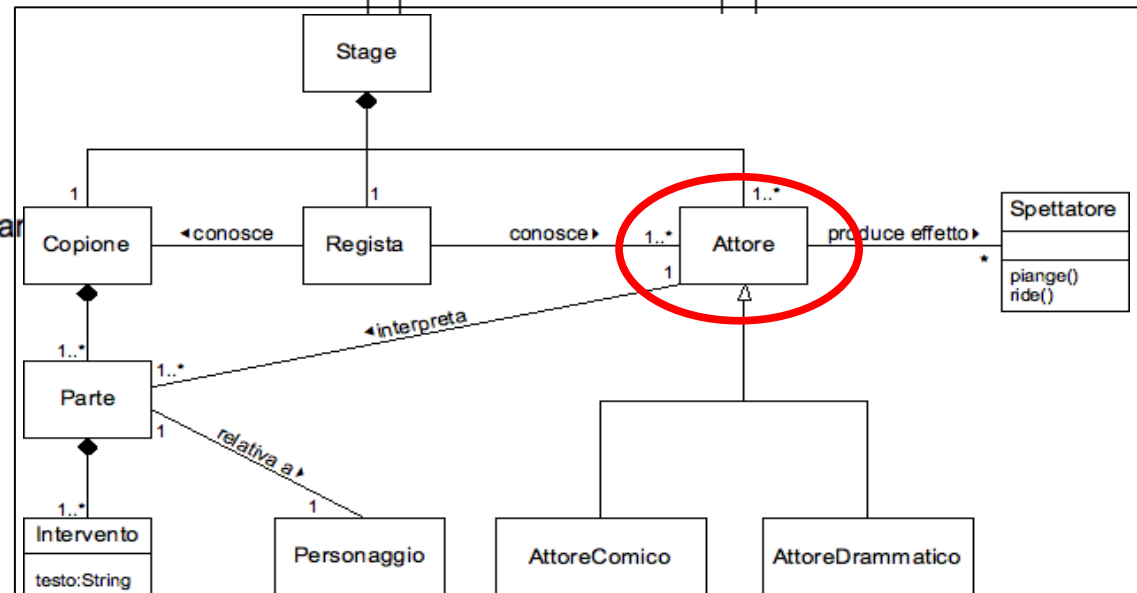 Stage
1
1
1..*
ar
Copione
◂conosce
Regista
conosce▸
1..*
Attore
produce effetto▸
*
Spettatore
piange()
ride()
1
◂interpreta
1..*
1..*
Parte
1
relativa a▸
1
1..*
Intervento
testo:String
Personaggio
AttoreComico
AttoreDrammatico